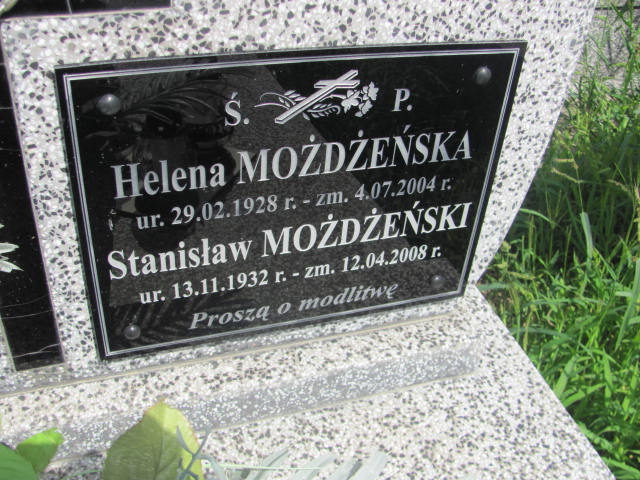 Ś. P.
Helena MOŻDŻEŃSKA
ur. 29.02.1928 r. - zm. 4.07.2004 r.
Stanisław MOŻDŻEŃSKI
ur. 13.11.1932 r. - zm. 12.04.2008 r.
Proszą o modlitwę